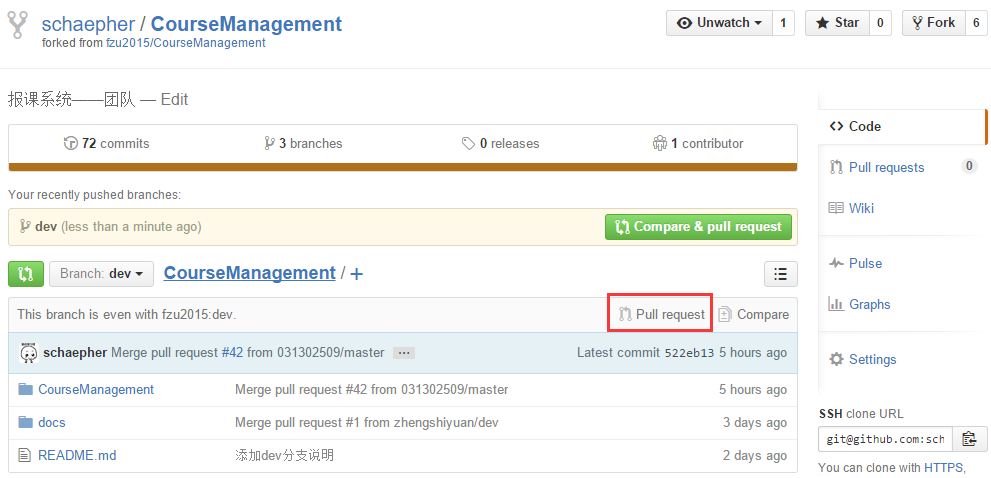 schaepher / CourseManagement
forked from fzu2015/CourseManagement
Unwatch 1
Star 0
Fork 6
报课系统——团队 — Edit
72 commits
3 branches
0 releases
1 contributor
Your recently pushed branches:
dev (less than a minute ago)
Compare & pull request
Branch: dev
CourseManagement / +
This branch is even with fzu2015:dev.
Pull request
Compare
schaepher Merge pull request #42 from 031302509/master ...
Latest commit 522eb13 5 hours ago
CourseManagement Merge pull request #42 from 031302509/master 5 hours ago
docs Merge pull request #1 from zhengshiyuan/dev 3 days ago
README.md 添加dev分支说明 2 days ago
Code
Pull requests 0
Wiki
Pulse
Graphs
Settings
SSH clone URL
git@github.com:sch
You can clone with HTTPS,